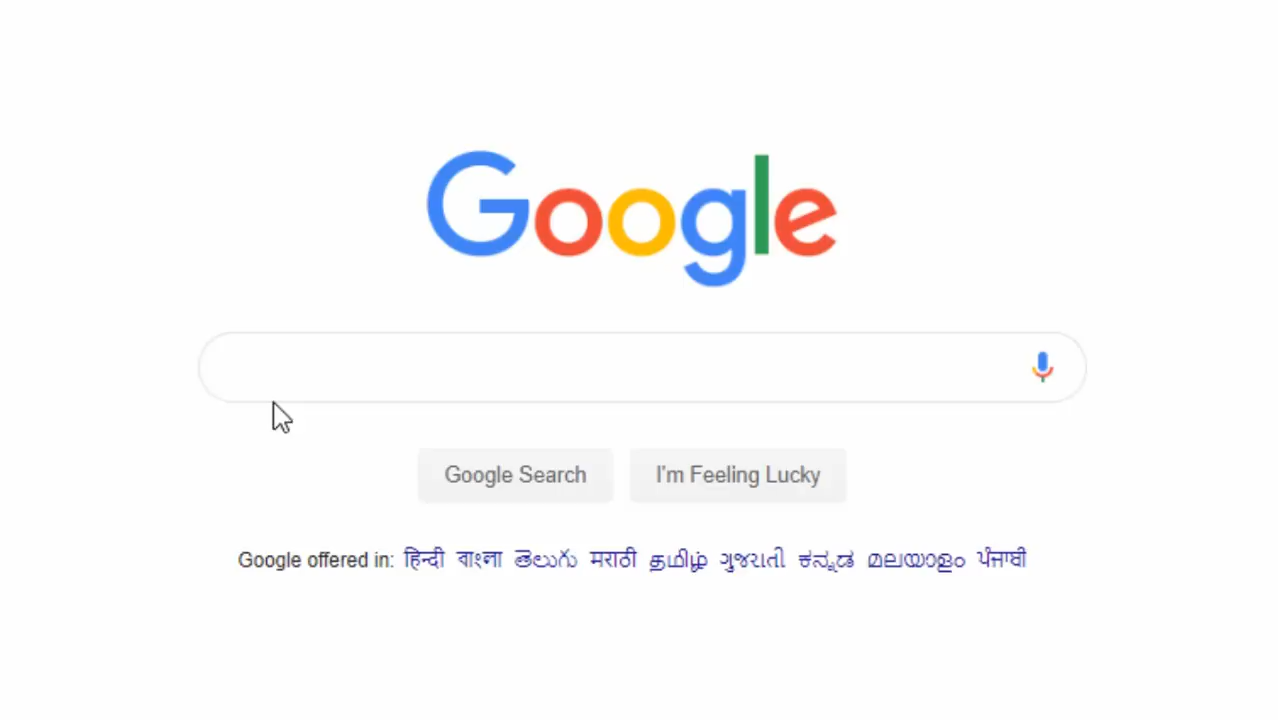 Google
Google Search I'm Feeling Lucky
Google offered in: हिन्दी বাংলা తెలుగు मराठी தமிழ் ગુજરાતી ಕನ್ನಡ മലയാളം ਪੰਜਾਬੀ